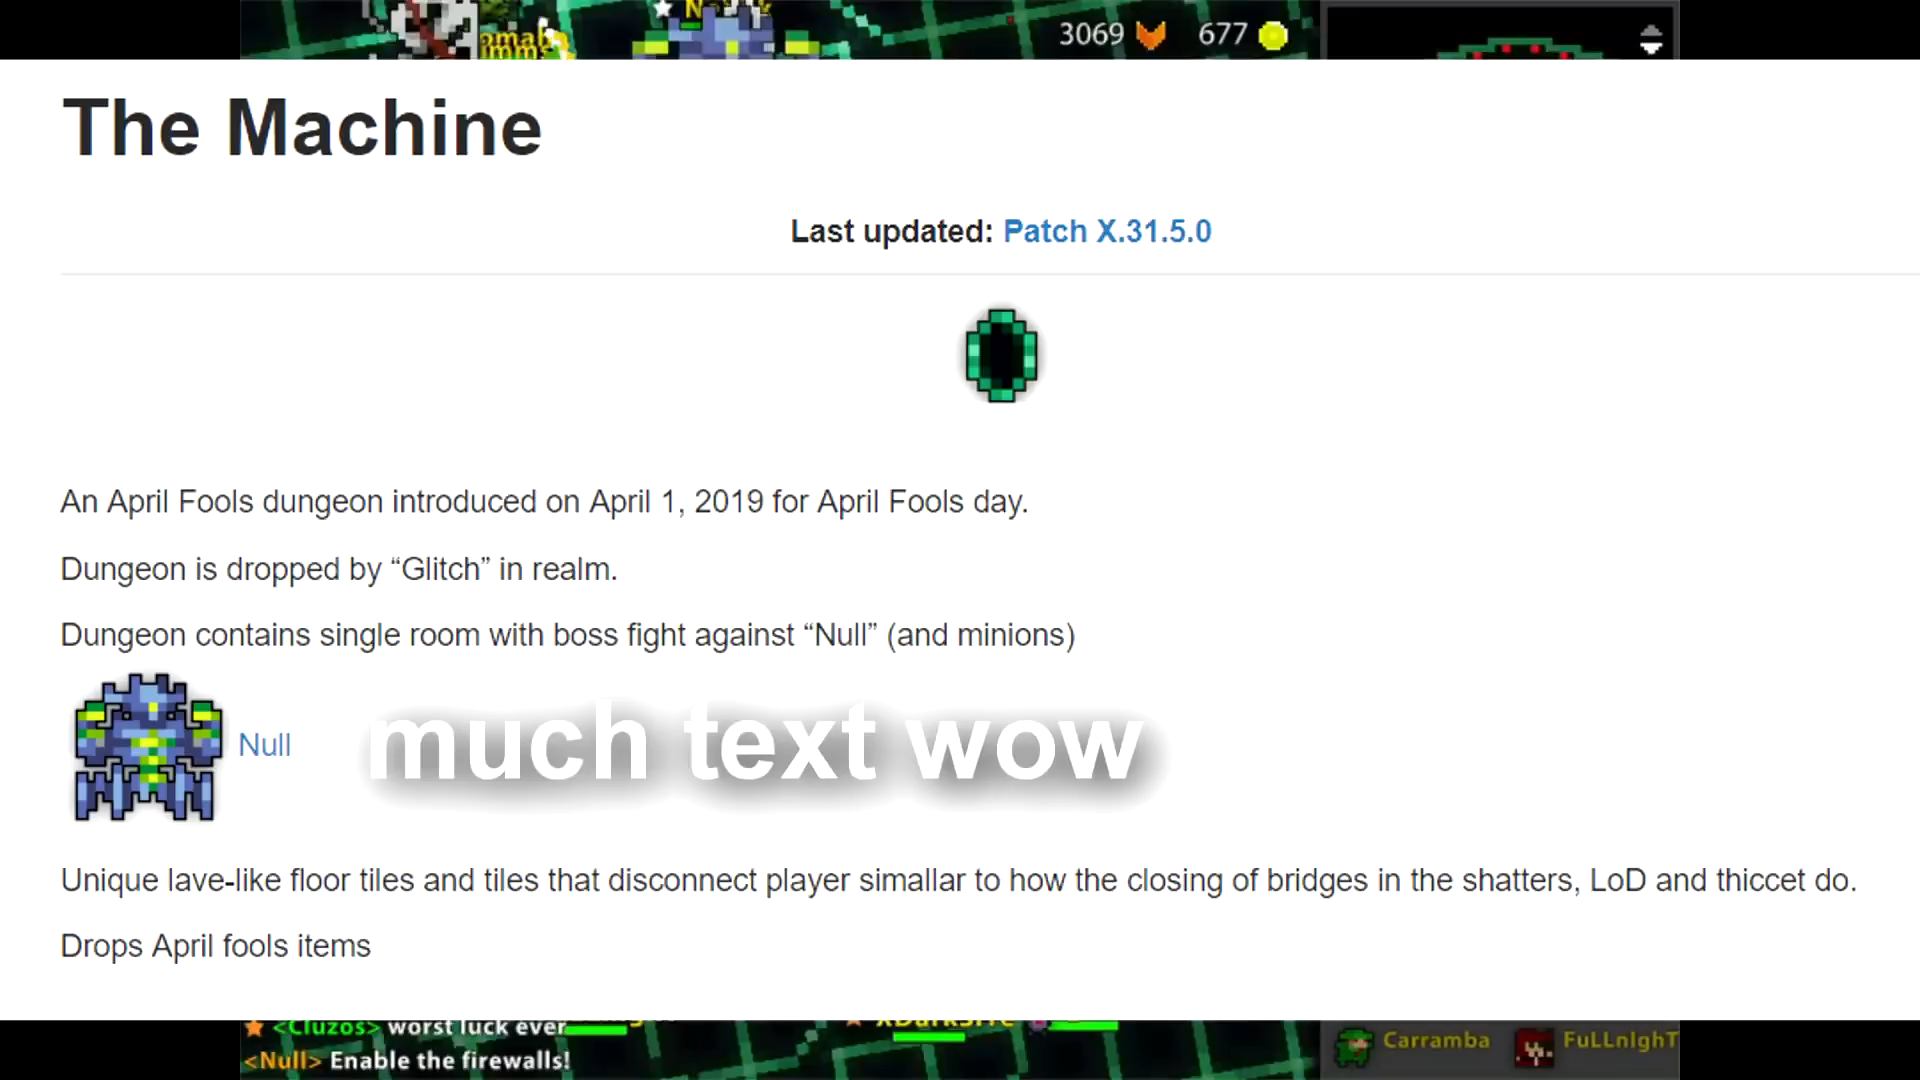 3069 677
The Machine
Last updated: Patch X.31.5.0
An April Fools dungeon introduced on April 1, 2019 for April Fools day.
Dungeon is dropped by “Glitch” in realm.
Dungeon contains single room with boss fight against “Null” (and minions)
Null
much text wow
Unique lave-like floor tiles and tiles that disconnect player simallar to how the closing of bridges in the shatters, LoD and thiccet do.
Drops April fools items
<Cluzos> worst luck ever
<Null> Enable the firewalls!
Carramba FuLLnIghT